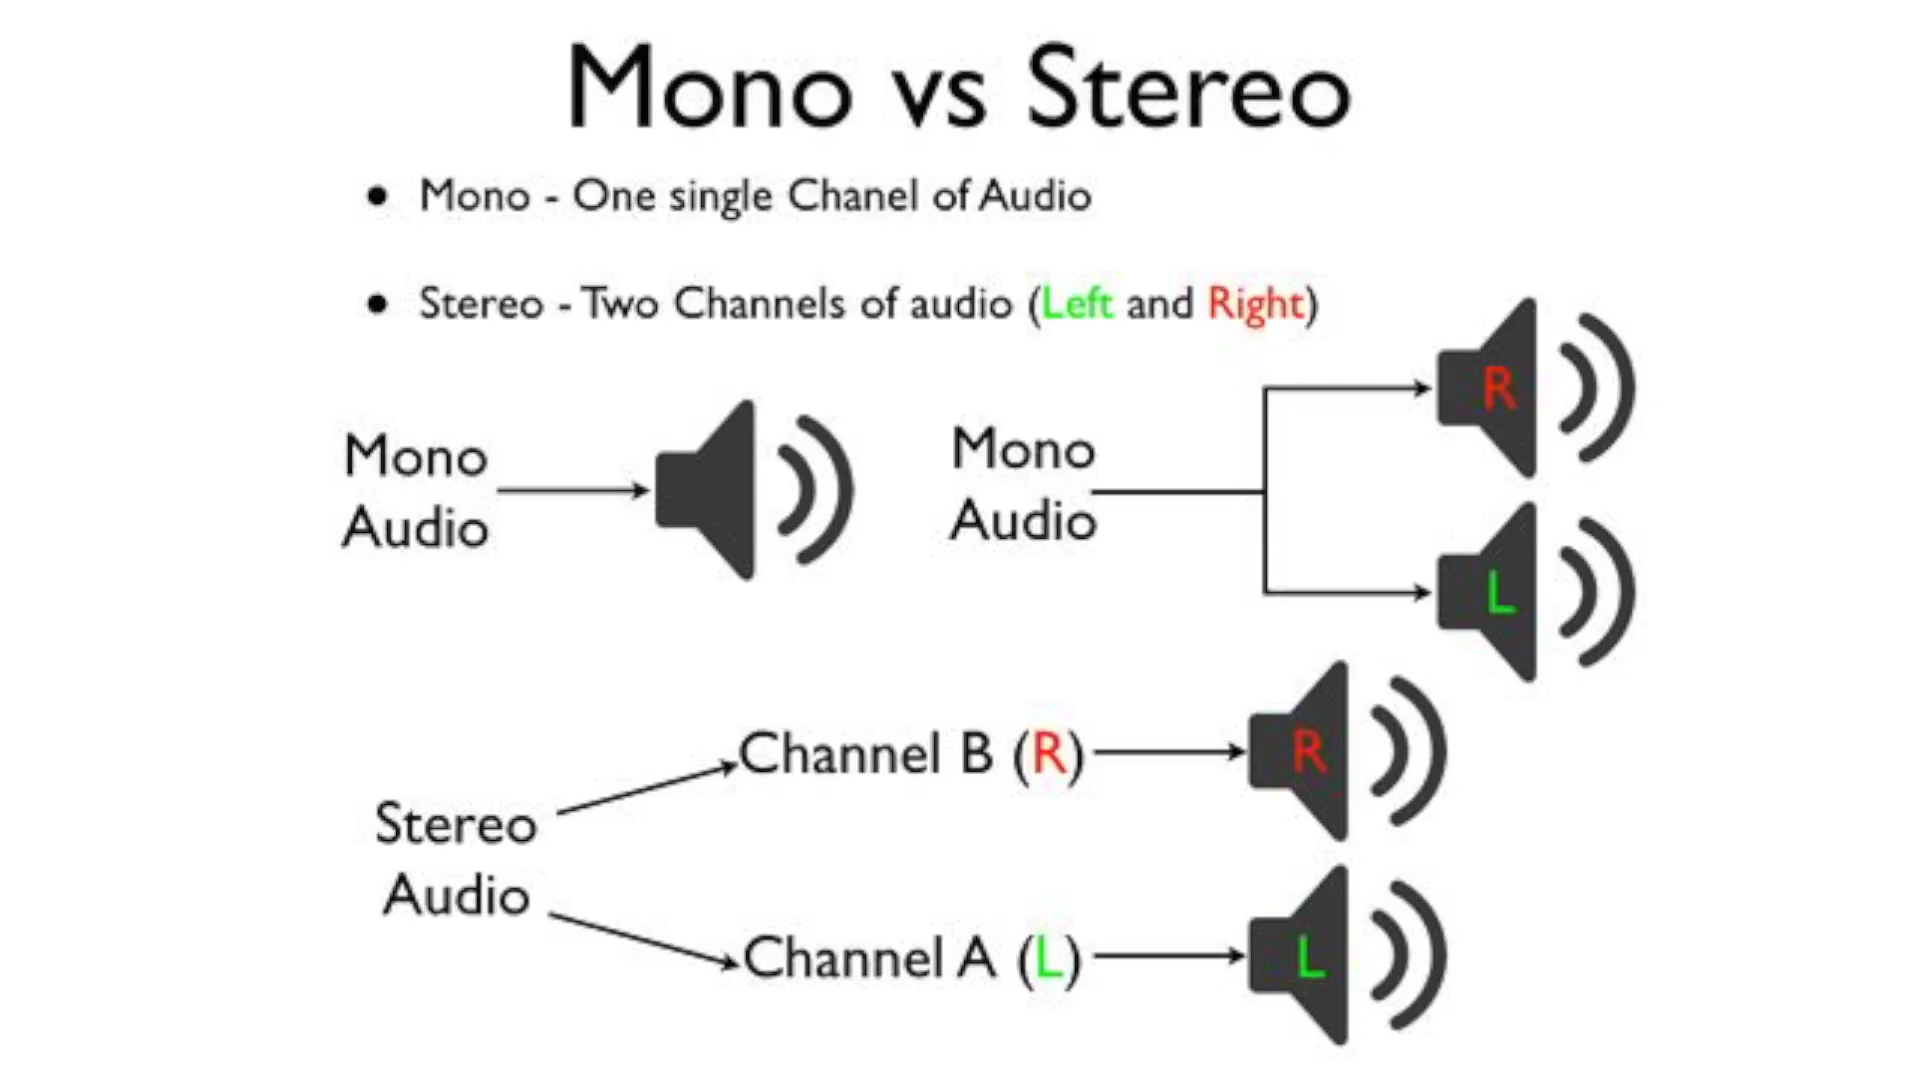 Mono vs Stereo
• Mono - One single Chanel of Audio
• Stereo - Two Channels of audio (Left and Right)
Mono
Audio
Mono
Audio
R
L
Stereo
Audio
Channel B (R)
R
Channel A (L)
L